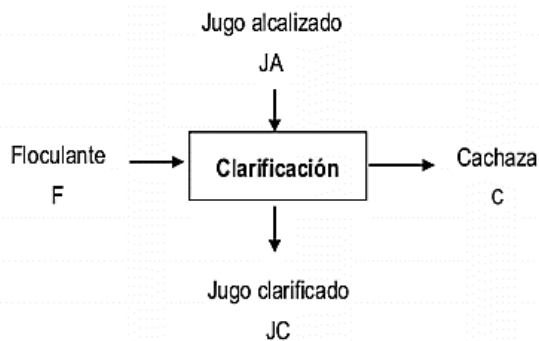 Jugo alcalizado
JA
Floculante
F
Clarificación
Cachaza
C
Jugo clarificado
JC